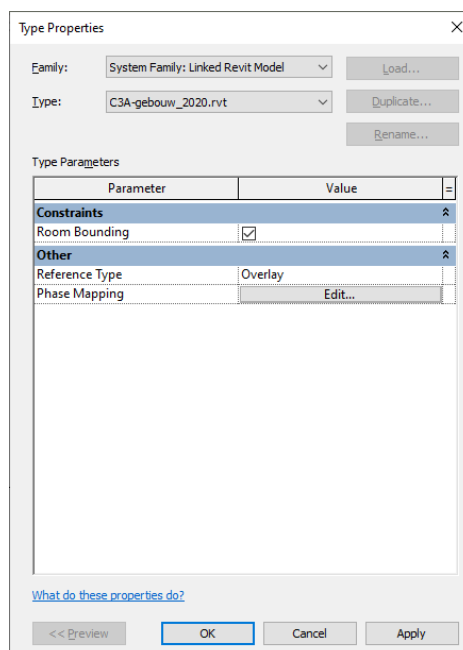 Type Properties
Family: System Family: Linked Revit Model Load...
Type: C3A-gebouw_2020.rvt Duplicate...
Rename...
Type Parameters
Parameter Value =
Constraints
Room Bounding
Other
Reference Type Overlay
Phase Mapping Edit...
What do these properties do?
<< Preview OK Cancel Apply